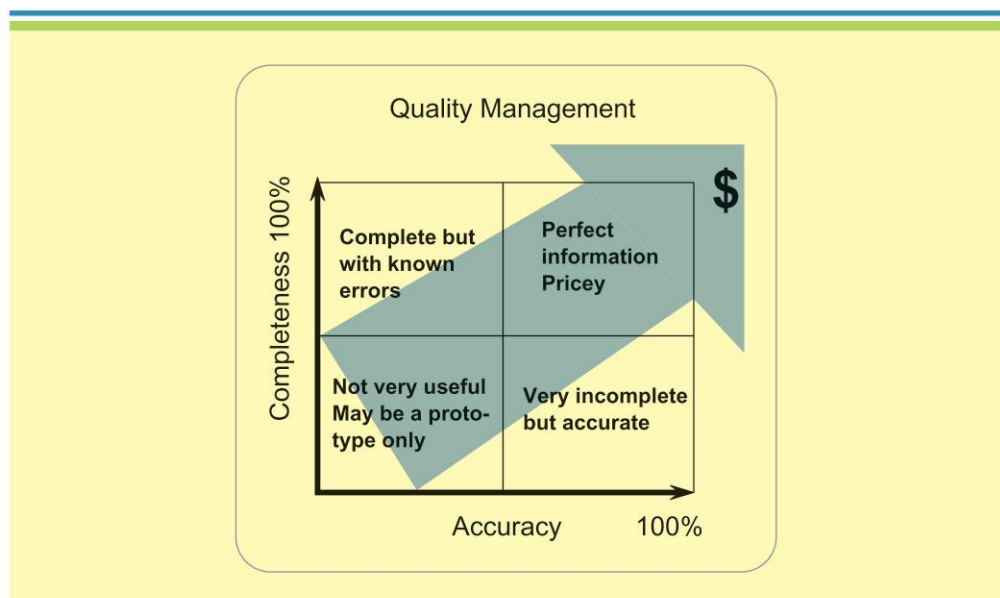 Quality Management
$
Completeness 100%
Complete but
with known
errors
Perfect
information
Pricey
Not very useful
May be a proto-
type only
Very incomplete
but accurate
Accuracy 100%